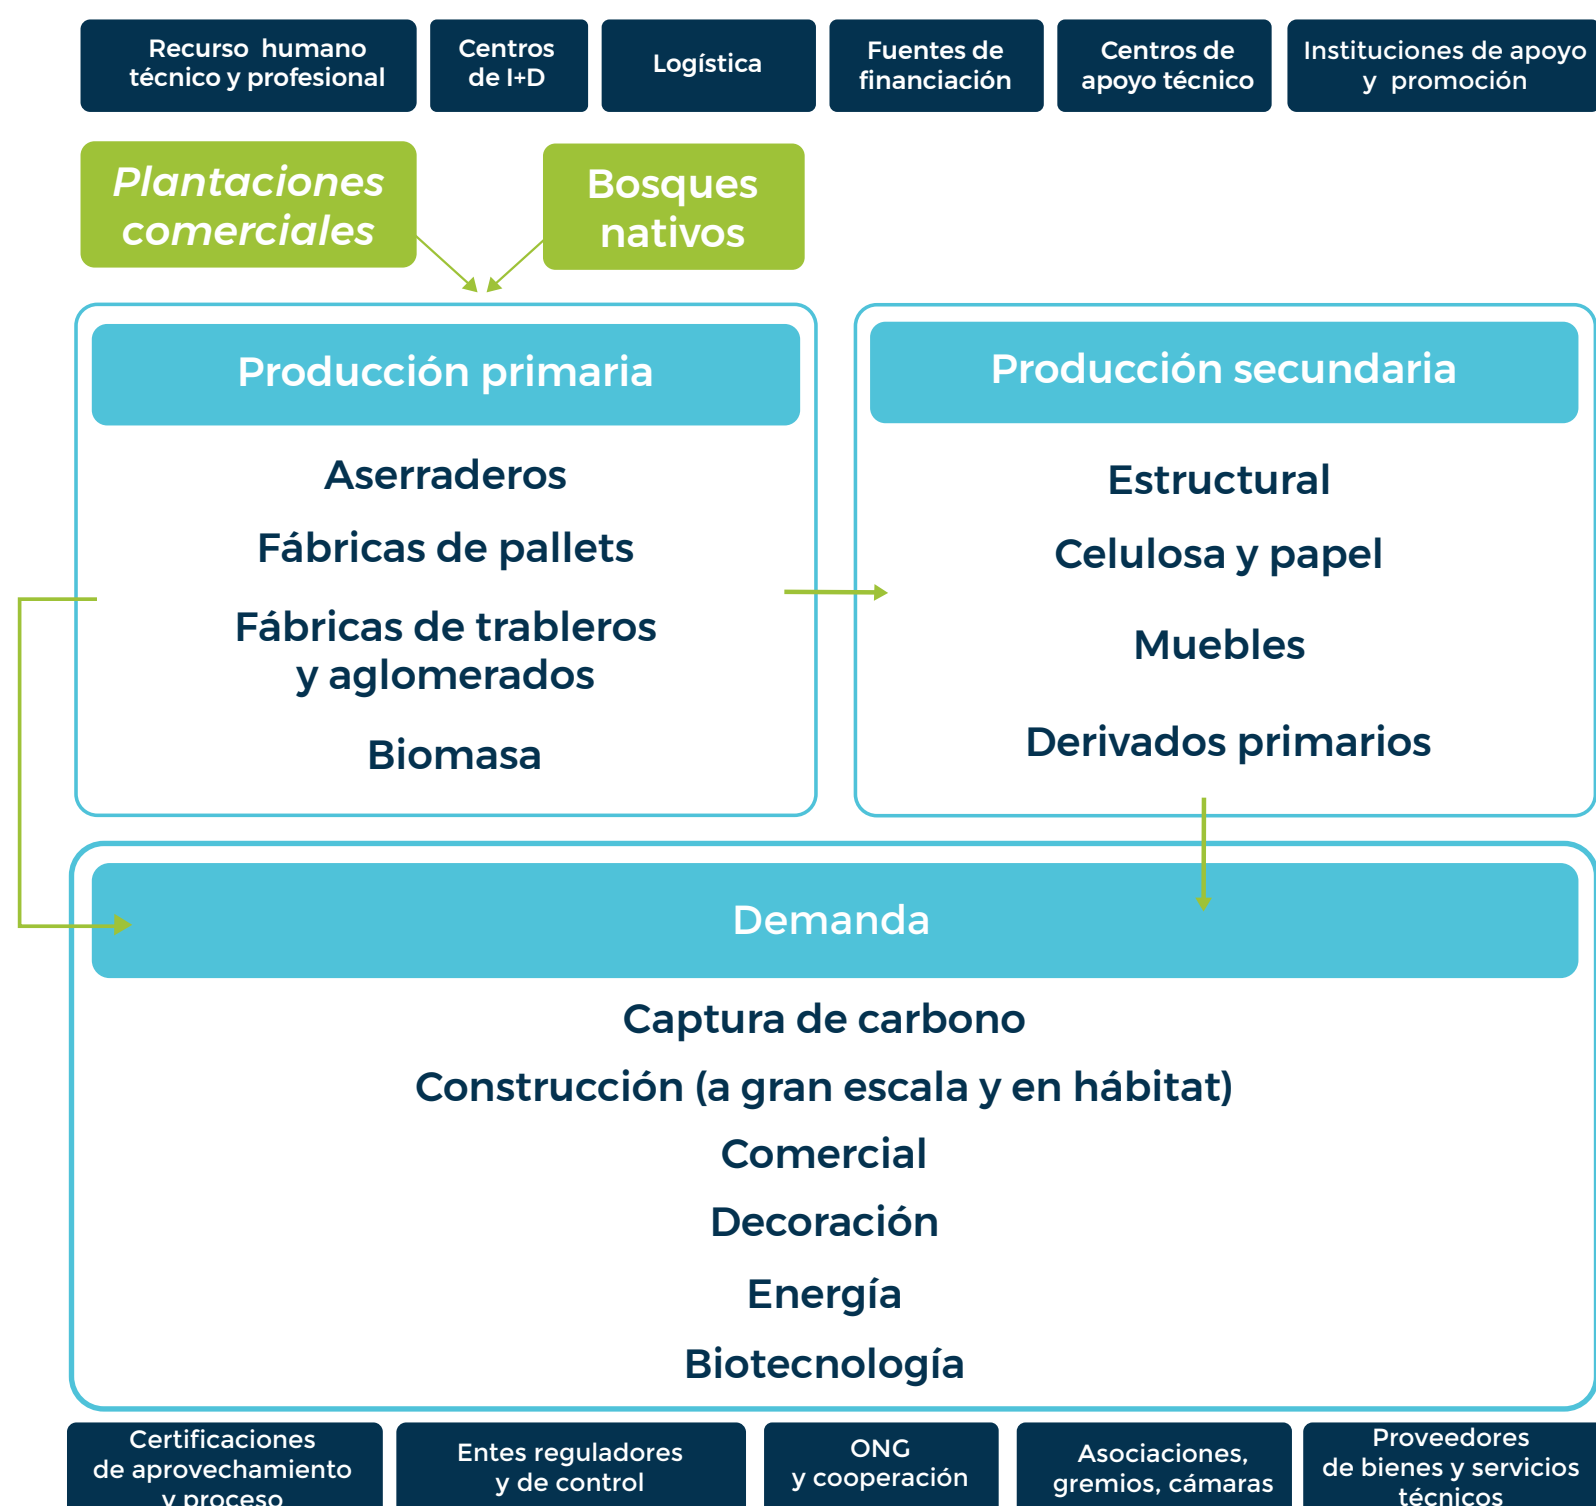 Recurso humano
técnico y profesional
Centros
de I+D
Logística
Fuentes de
financiación
Centros de
apoyo técnico
Instituciones de apoyo
y promoción
Plantaciones
comerciales
Bosques
nativos
Producción primaria
Aserraderos
Fábricas de pallets
Fábricas de trableros
y aglomerados
Biomasa
Producción secundaria
Estructural
Celulosa y papel
Muebles
Derivados primarios
Demanda
Captura de carbono
Construcción (a gran escala y en hábitat)
Comercial
Decoración
Energía
Biotecnología
Certificaciones
de aprovechamiento
y proceso
Entes reguladores
y de control
ONG
y cooperación
Asociaciones,
gremios, cámaras
Proveedores
de bienes y servicios
técnicos